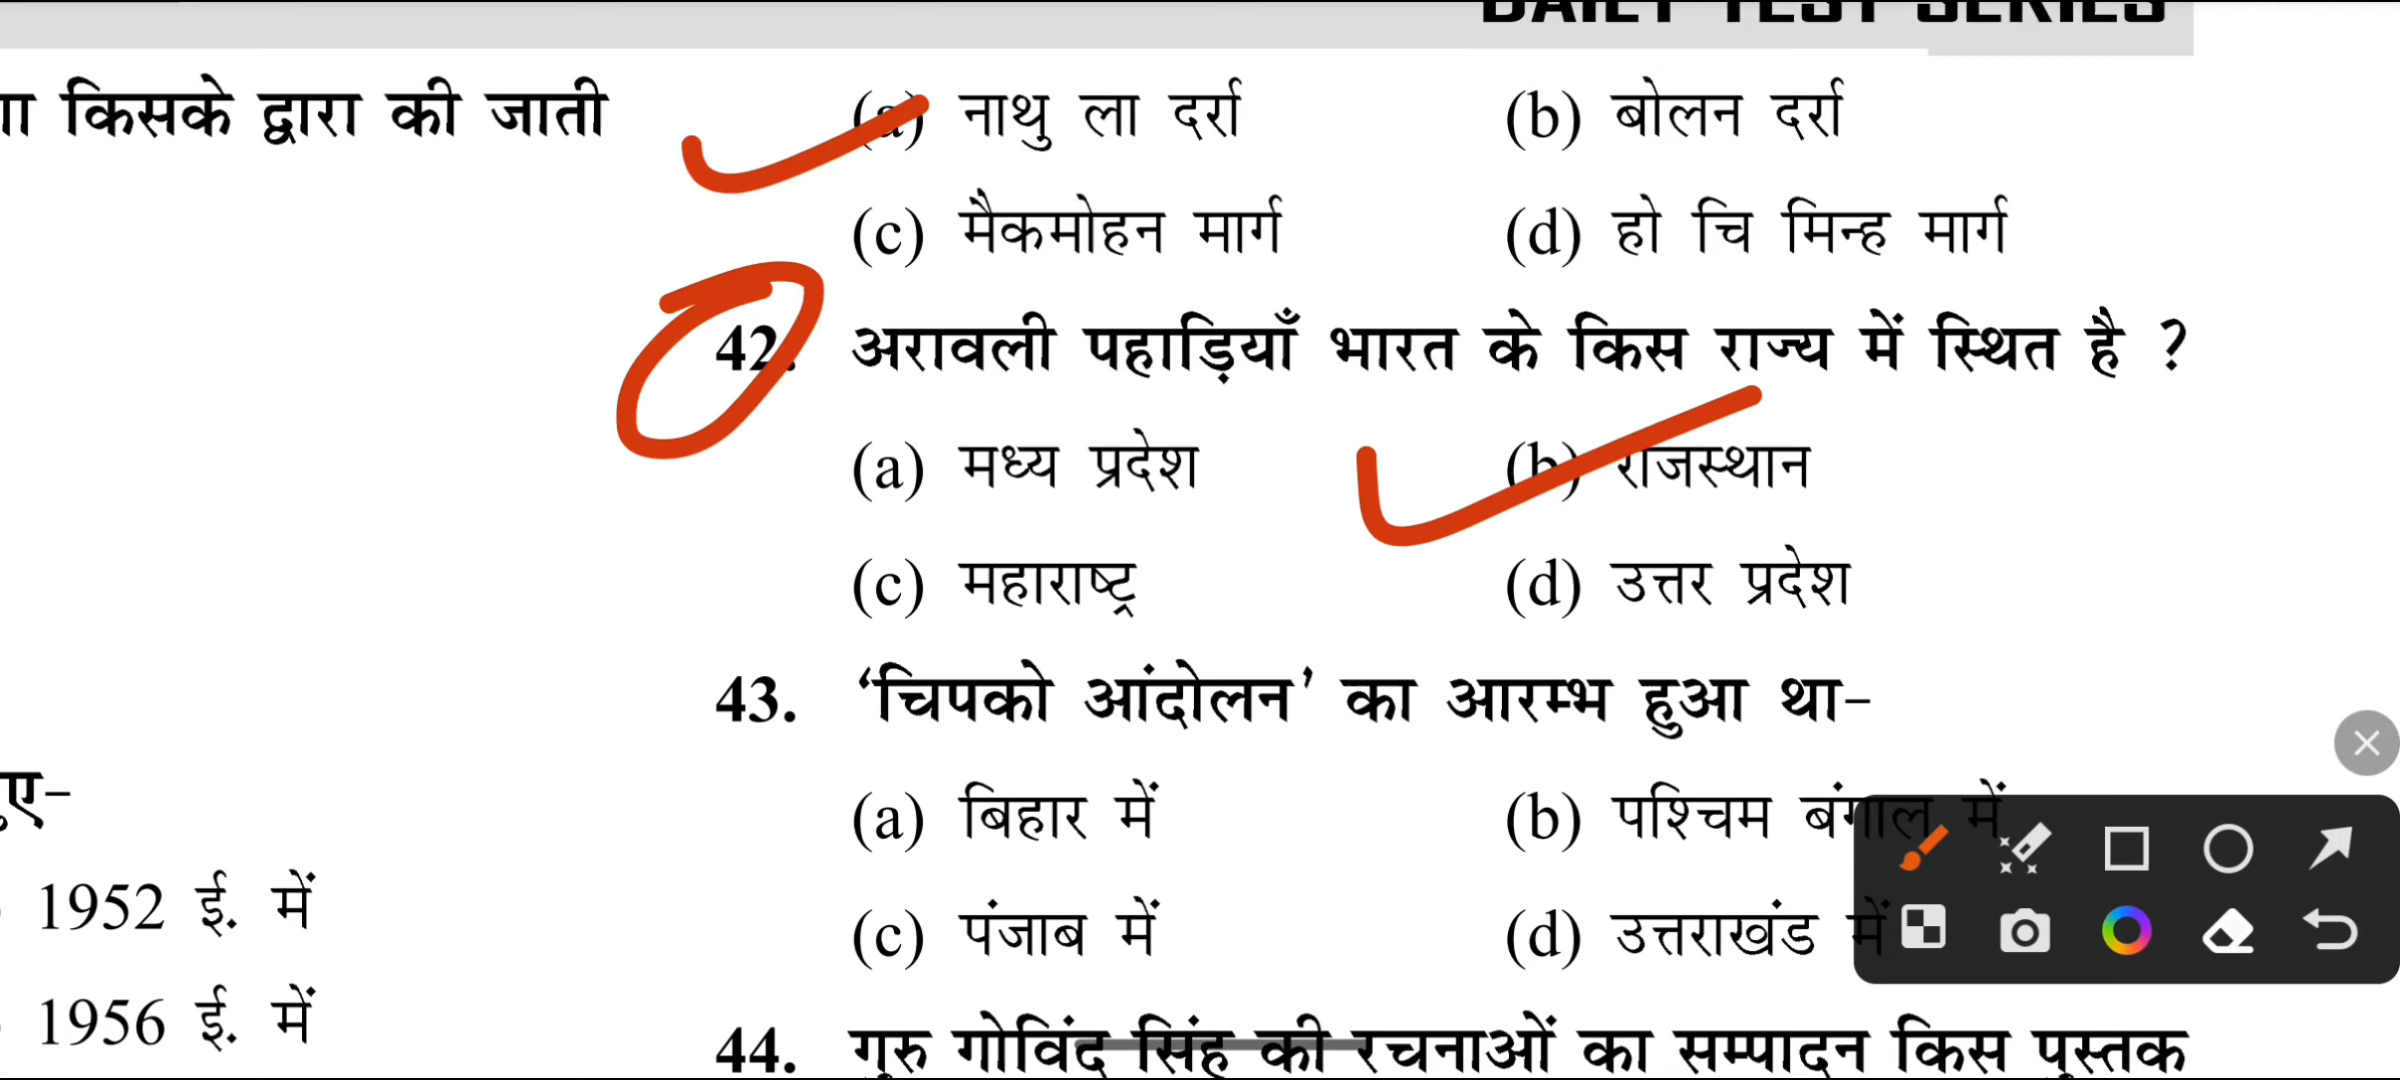 DAILY TEST SERIES
किसके द्वारा की जाती
ए-
1952 ई. में
1956 ई. में
(a) नाथु ला दर्रा (b) बोलन दर्रा
(c) मैकमोहन मार्ग (d) हो चि मिन्ह मार्ग
42. अरावली पहाड़ियाँ भारत के किस राज्य में स्थित है ?
(a) मध्य प्रदेश (b) राजस्थान
(c) महाराष्ट्र (d) उत्तर प्रदेश
43. ‘चिपको आंदोलन’ का आरम्भ हुआ था-
(a) बिहार में (b) पश्चिम बंगाल में
(c) पंजाब में (d) उत्तराखंड में
44. गुरु गोविंद सिंह की रचनाओं का सम्पादन किस पुस्तक